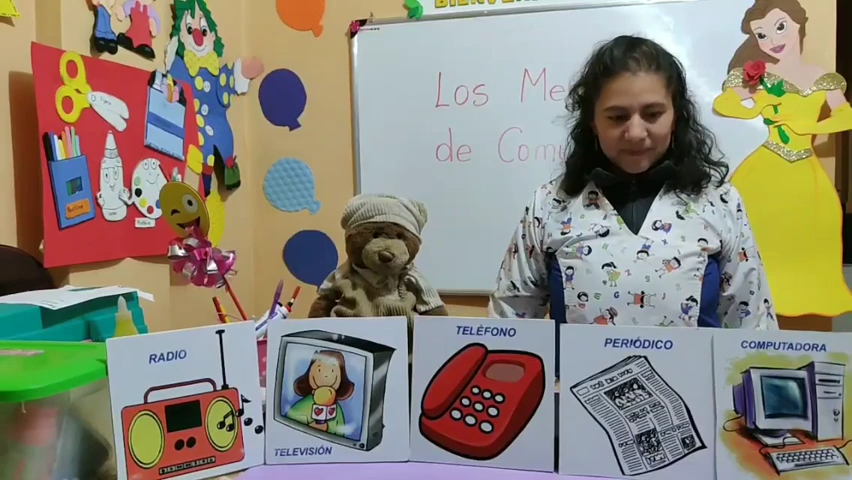 Los Me
de Com
RADIO
TELEVISIÓN
TELÉFONO
PERIÓDICO
COMPUTADORA